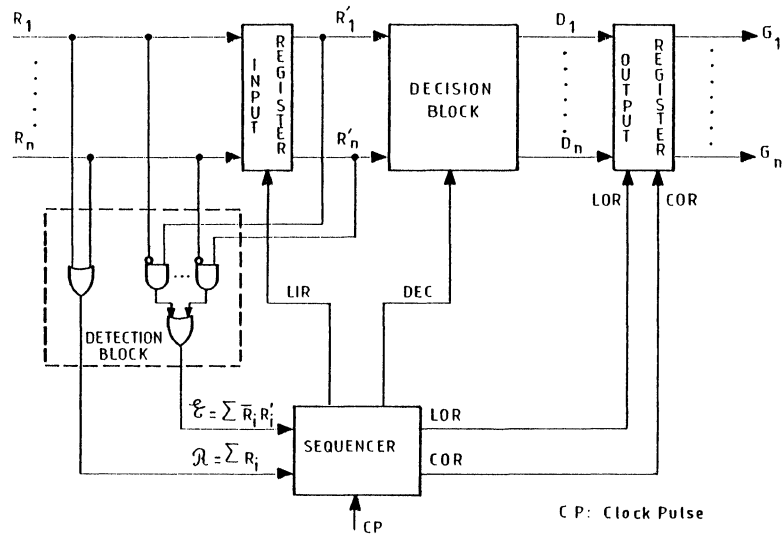 R1
Rn
INPUT REGISTER
R'1
R'n
DECISION BLOCK
D1
Dn
OUTPUT REGISTER
G1
Gn
LOR
COR
LIR
DEC
DETECTION BLOCK
ℰ = ∑ R̅i R'i
ℛ = ∑ Ri
SEQUENCER
LOR
COR
CP
CP: Clock Pulse